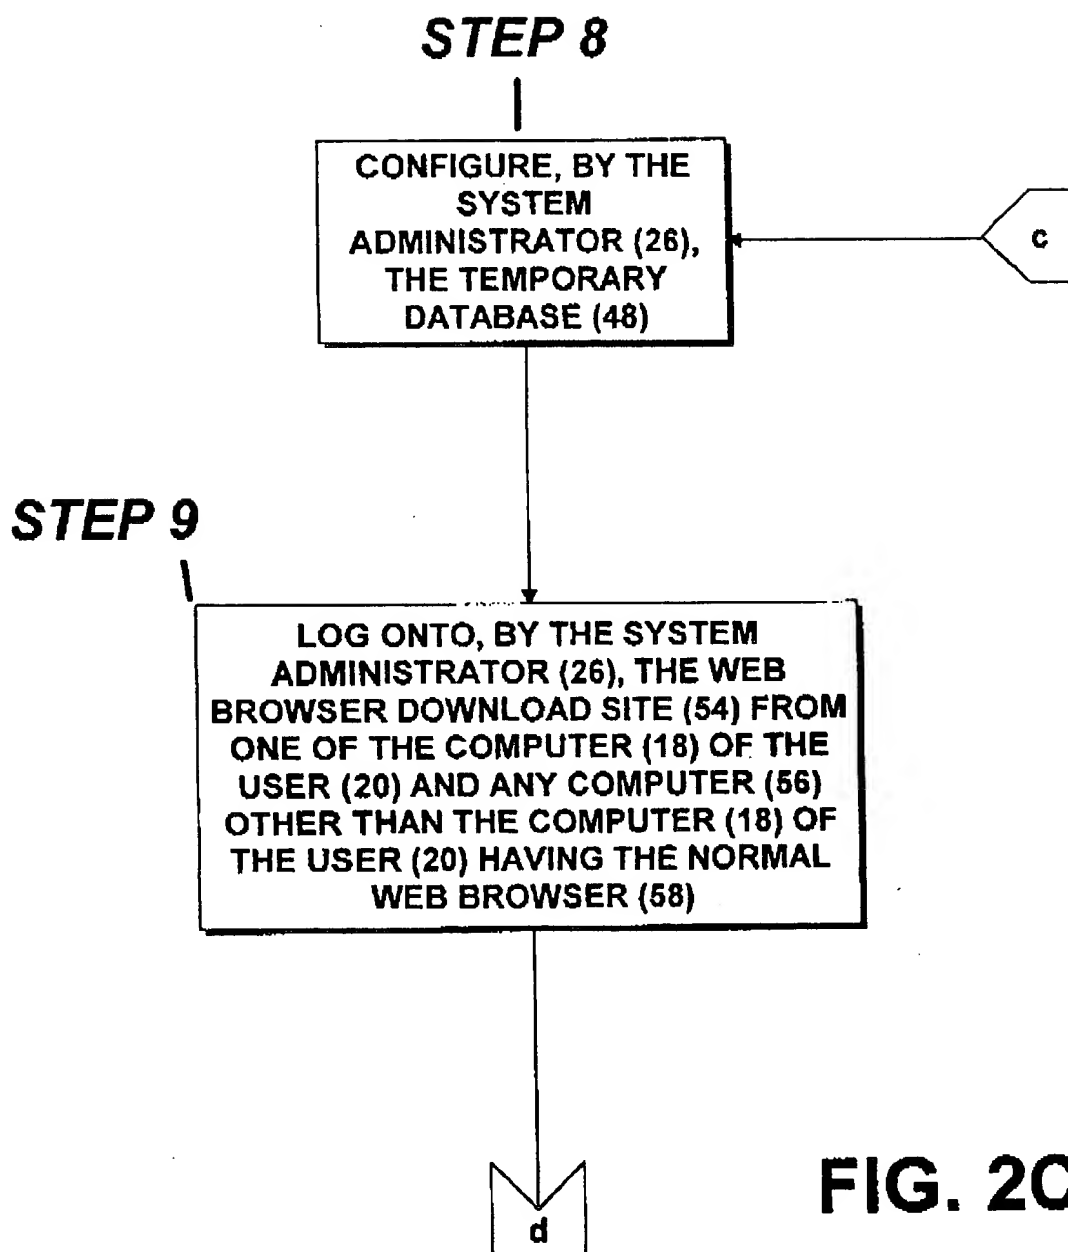 STEP 8
CONFIGURE, BY THE
SYSTEM
ADMINISTRATOR (26),
THE TEMPORARY
DATABASE (48)
c
STEP 9
LOG ONTO, BY THE SYSTEM
ADMINISTRATOR (26), THE WEB
BROWSER DOWNLOAD SITE (54) FROM
ONE OF THE COMPUTER (18) OF THE
USER (20) AND ANY COMPUTER (56)
OTHER THAN THE COMPUTER (18) OF
THE USER (20) HAVING THE NORMAL
WEB BROWSER (58)
d
FIG. 2C